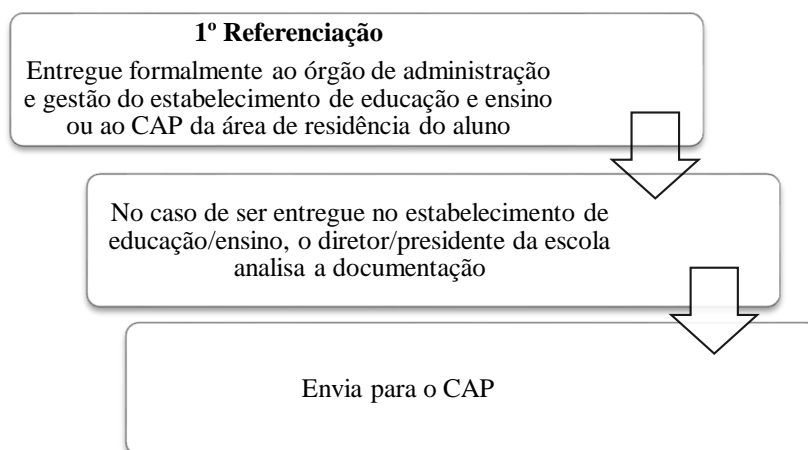 1º Referenciação
Entregue formalmente ao órgão de administração
e gestão do estabelecimento de educação e ensino
ou ao CAP da área de residência do aluno
No caso de ser entregue no estabelecimento de
educação/ensino, o diretor/presidente da escola
analisa a documentação
Envia para o CAP